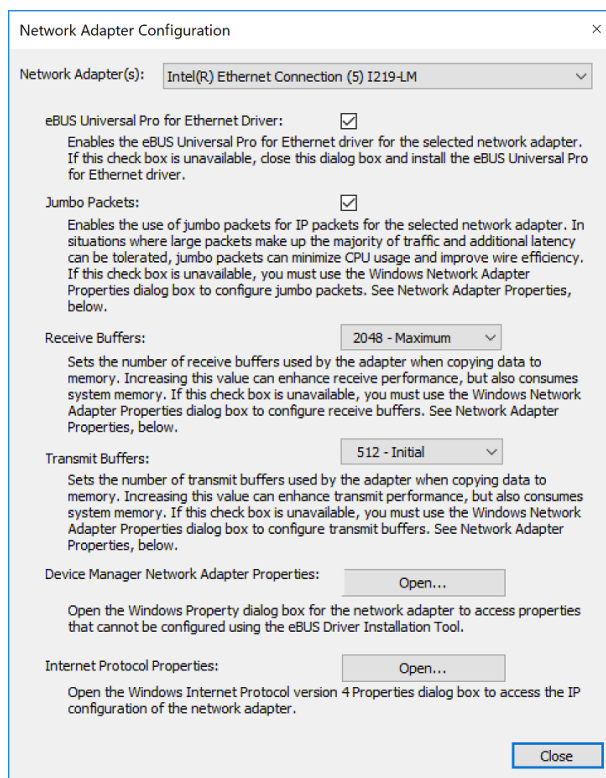 Network Adapter Configuration
Network Adapter(s): Intel(R) Ethernet Connection (5) I219-LM
eBUS Universal Pro for Ethernet Driver:
Enables the eBUS Universal Pro for Ethernet driver for the selected network adapter.
If this check box is unavailable, close this dialog box and install the eBUS Universal Pro
for Ethernet driver.
Jumbo Packets:
Enables the use of jumbo packets for IP packets for the selected network adapter. In
situations where large packets make up the majority of traffic and additional latency
can be tolerated, jumbo packets can minimize CPU usage and improve wire efficiency.
If this check box is unavailable, you must use the Windows Network Adapter
Properties dialog box to configure jumbo packets. See Network Adapter Properties,
below.
Receive Buffers: 2048 - Maximum
Sets the number of receive buffers used by the adapter when copying data to
memory. Increasing this value can enhance receive performance, but also consumes
system memory. If this check box is unavailable, you must use the Windows Network
Adapter Properties dialog box to configure receive buffers. See Network Adapter
Properties, below.
Transmit Buffers: 512 - Initial
Sets the number of transmit buffers used by the adapter when copying data to
memory. Increasing this value can enhance transmit performance, but also consumes
system memory. If this check box is unavailable, you must use the Windows Network
Adapter Properties dialog box to configure transmit buffers. See Network Adapter
Properties, below.
Device Manager Network Adapter Properties: Open...
Open the Windows Property dialog box for the network adapter to access properties
that cannot be configured using the eBUS Driver Installation Tool.
Internet Protocol Properties: Open...
Open the Windows Internet Protocol version 4 Properties dialog box to access the IP
configuration of the network adapter.
Close